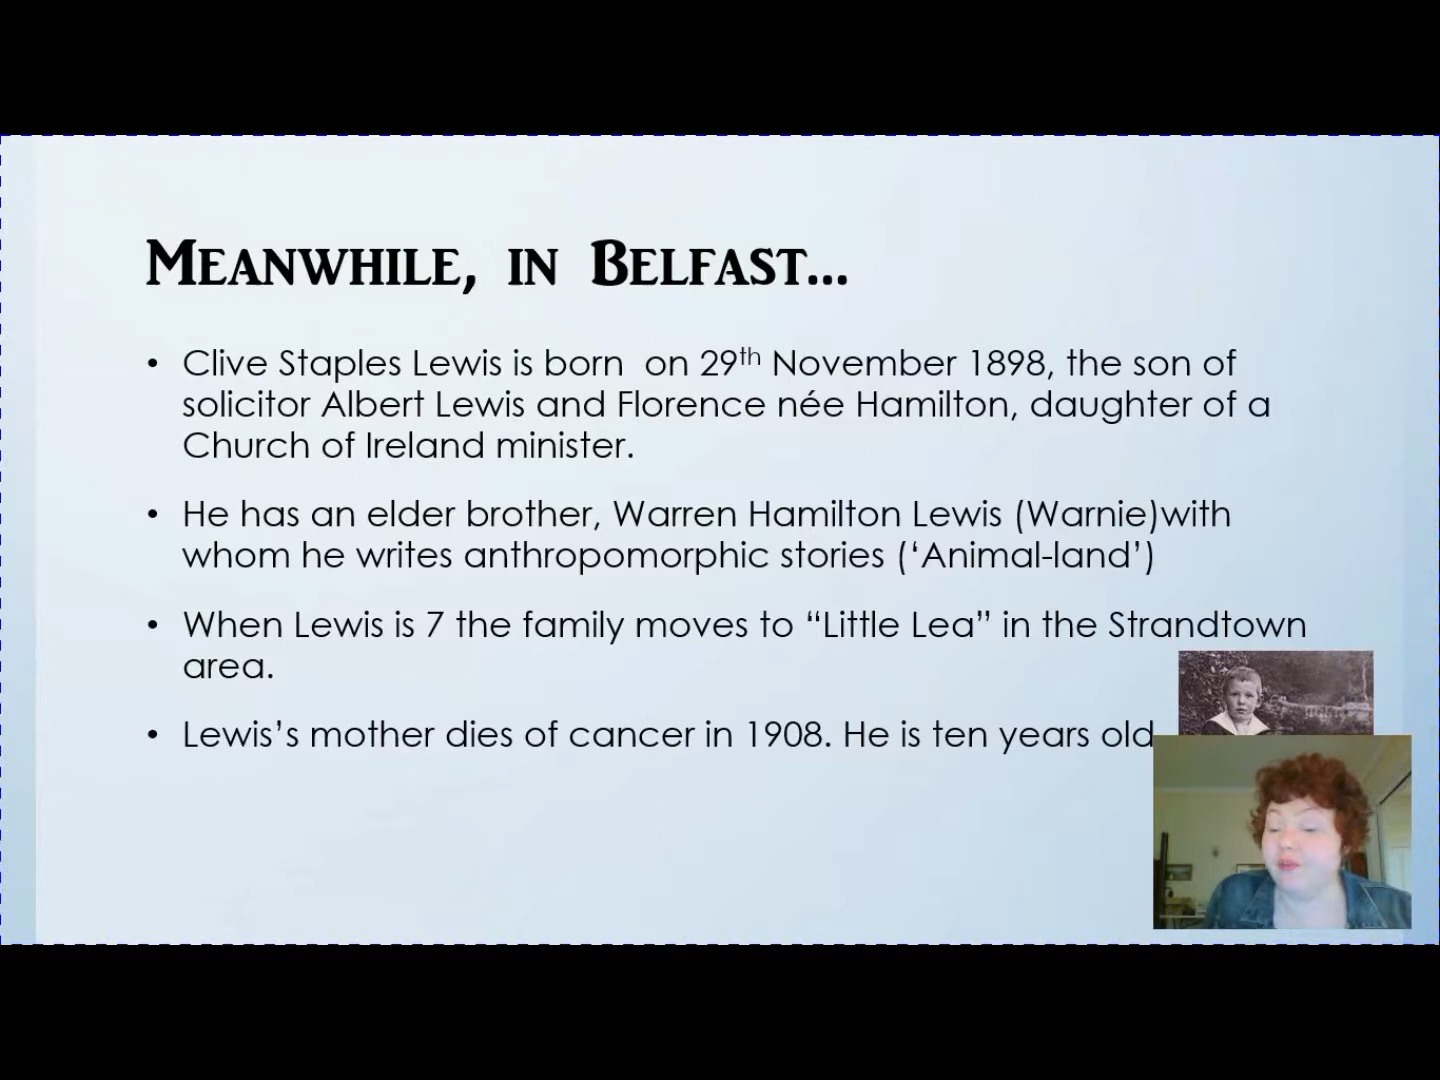 MEANWHILE, IN BELFAST...
• Clive Staples Lewis is born on 29th November 1898, the son of
solicitor Albert Lewis and Florence née Hamilton, daughter of a
Church of Ireland minister.
• He has an elder brother, Warren Hamilton Lewis (Warnie)with
whom he writes anthropomorphic stories (‘Animal-land’)
• When Lewis is 7 the family moves to “Little Lea” in the Strandtown
area.
• Lewis’s mother dies of cancer in 1908. He is ten years old